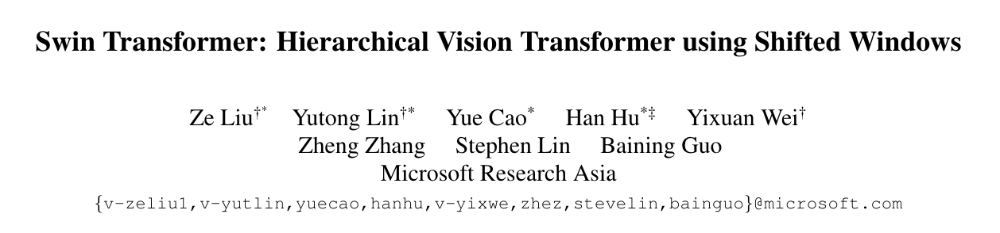 Swin Transformer: Hierarchical Vision Transformer using Shifted Windows
Ze Liu†* Yutong Lin†* Yue Cao* Han Hu*‡ Yixuan Wei†
Zheng Zhang Stephen Lin Baining Guo
Microsoft Research Asia
{v-zeliu1,v-yutlin,yuecao,hanhu,v-yixwe,zhez,stevelin,bainguo}@microsoft.com